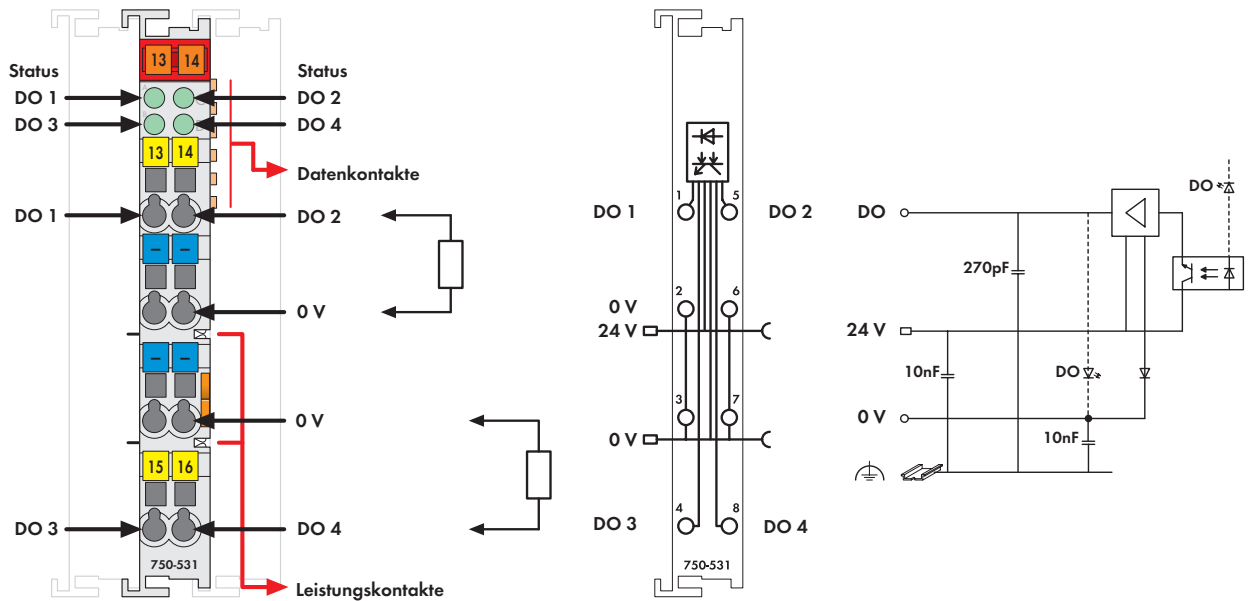 13 14
Status
Status
DO 1
DO 2
DO 3
DO 4
13 14
Datenkontakte
DO 1
DO 2
– –
0 V
– –
0 V
15 16
DO 3
DO 4
750-531
Leistungskontakte
1
5
DO 1
DO 2
2
6
0 V
24 V
3
7
0 V
4
8
DO 3
DO 4
750-531
DO
DO
270pF
24 V
10nF
DO
0 V
10nF